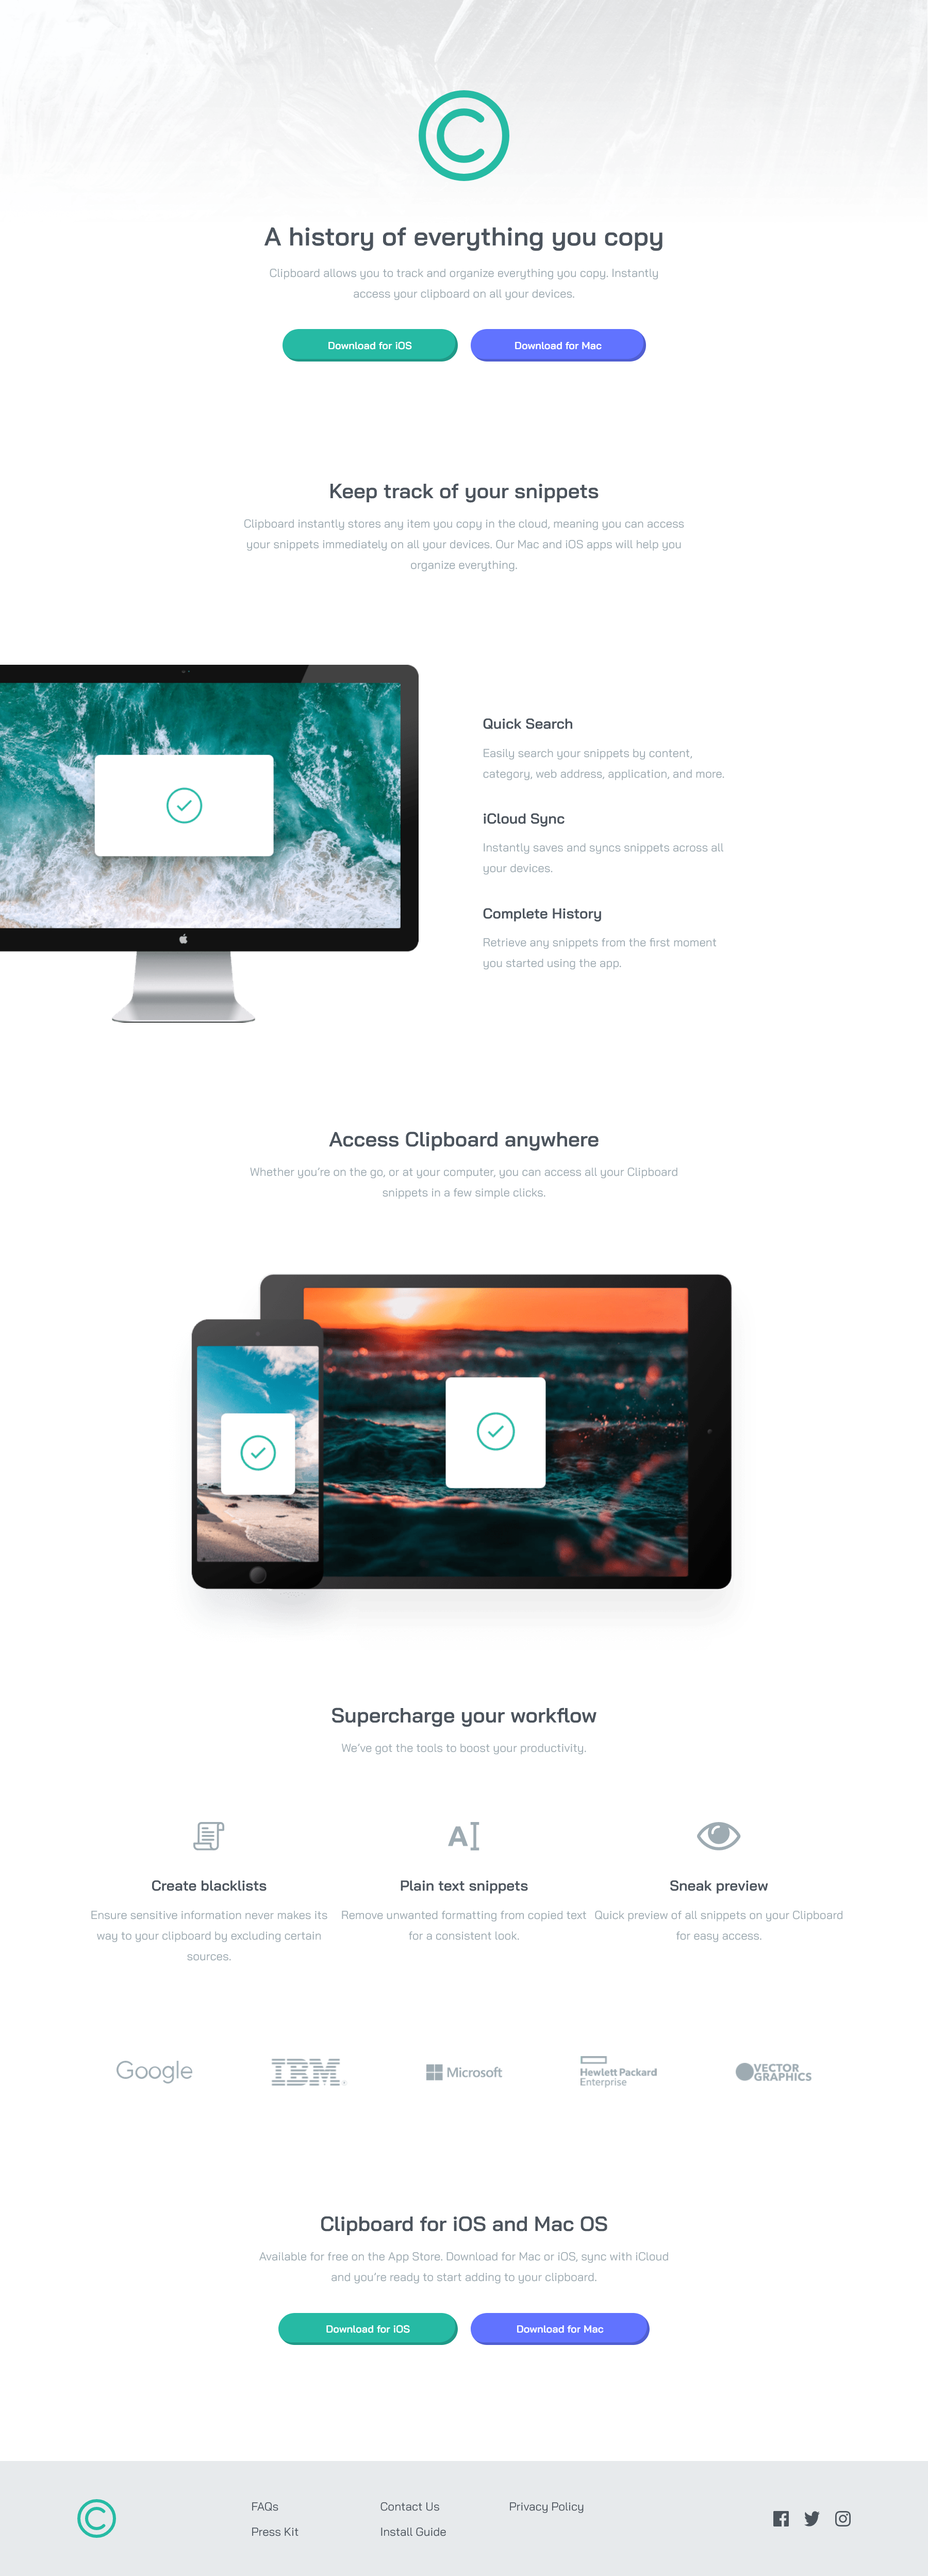 A history of everything you copy
Clipboard allows you to track and organize everything you copy. Instantly
access your clipboard on all your devices.
Download for iOS
Download for Mac
Keep track of your snippets
Clipboard instantly stores any item you copy in the cloud, meaning you can access
your snippets immediately on all your devices. Our Mac and iOS apps will help you
organize everything.
Quick Search
Easily search your snippets by content,
category, web address, application, and more.
iCloud Sync
Instantly saves and syncs snippets across all
your devices.
Complete History
Retrieve any snippets from the first moment
you started using the app.
Access Clipboard anywhere
Whether you’re on the go, or at your computer, you can access all your Clipboard
snippets in a few simple clicks.
Supercharge your workflow
We’ve got the tools to boost your productivity.
Create blacklists
Ensure sensitive information never makes its
way to your clipboard by excluding certain
sources.
Plain text snippets
Remove unwanted formatting from copied text
for a consistent look.
Sneak preview
Quick preview of all snippets on your Clipboard
for easy access.
Google
IBM
Microsoft
Hewlett Packard
Enterprise
VECTOR
GRAPHICS
Clipboard for iOS and Mac OS
Available for free on the App Store. Download for Mac or iOS, sync with iCloud
and you’re ready to start adding to your clipboard.
Download for iOS
Download for Mac
FAQs
Press Kit
Contact Us
Install Guide
Privacy Policy